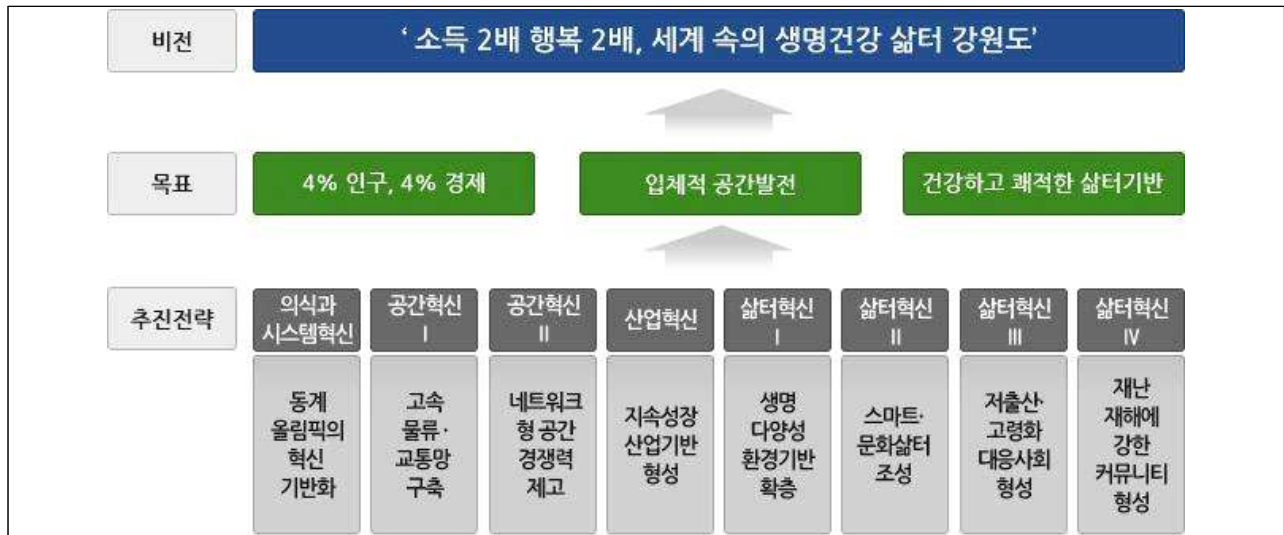 비전
‘ 소득 2배 행복 2배, 세계 속의 생명건강 삶터 강원도’
목표
4% 인구, 4% 경제
입체적 공간발전
건강하고 쾌적한 삶터기반
추진전략
의식과
시스템혁신
공간혁신
Ⅰ
공간혁신
Ⅱ
산업혁신
삶터혁신
Ⅰ
삶터혁신
Ⅱ
삶터혁신
Ⅲ
삶터혁신
Ⅳ
동계
올림픽의
혁신
기반화
고속
물류·
교통망
구축
네트워크
형 공간
경쟁력
제고
지속성장
산업기반
형성
생명
다양성
환경기반
확층
스마트·
문화삶터
조성
저출산·
고령화
대응사회
형성
재난
재해에
강한
커뮤니티
형성